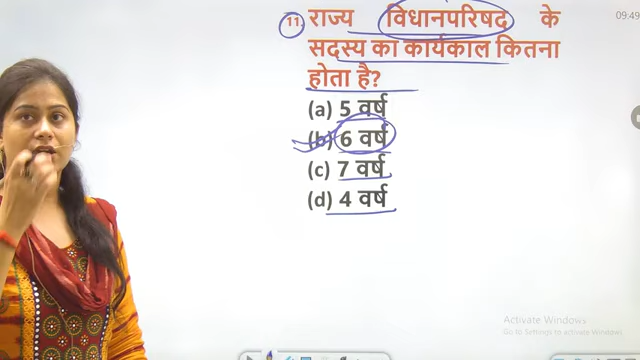 09:49
11. राज्य विधानपरिषद के
सदस्य का कार्यकाल कितना
होता है?
(a) 5 वर्ष
(b) 6 वर्ष
(c) 7 वर्ष
(d) 4 वर्ष
Activate Windows
Go to Settings to activate Windows.